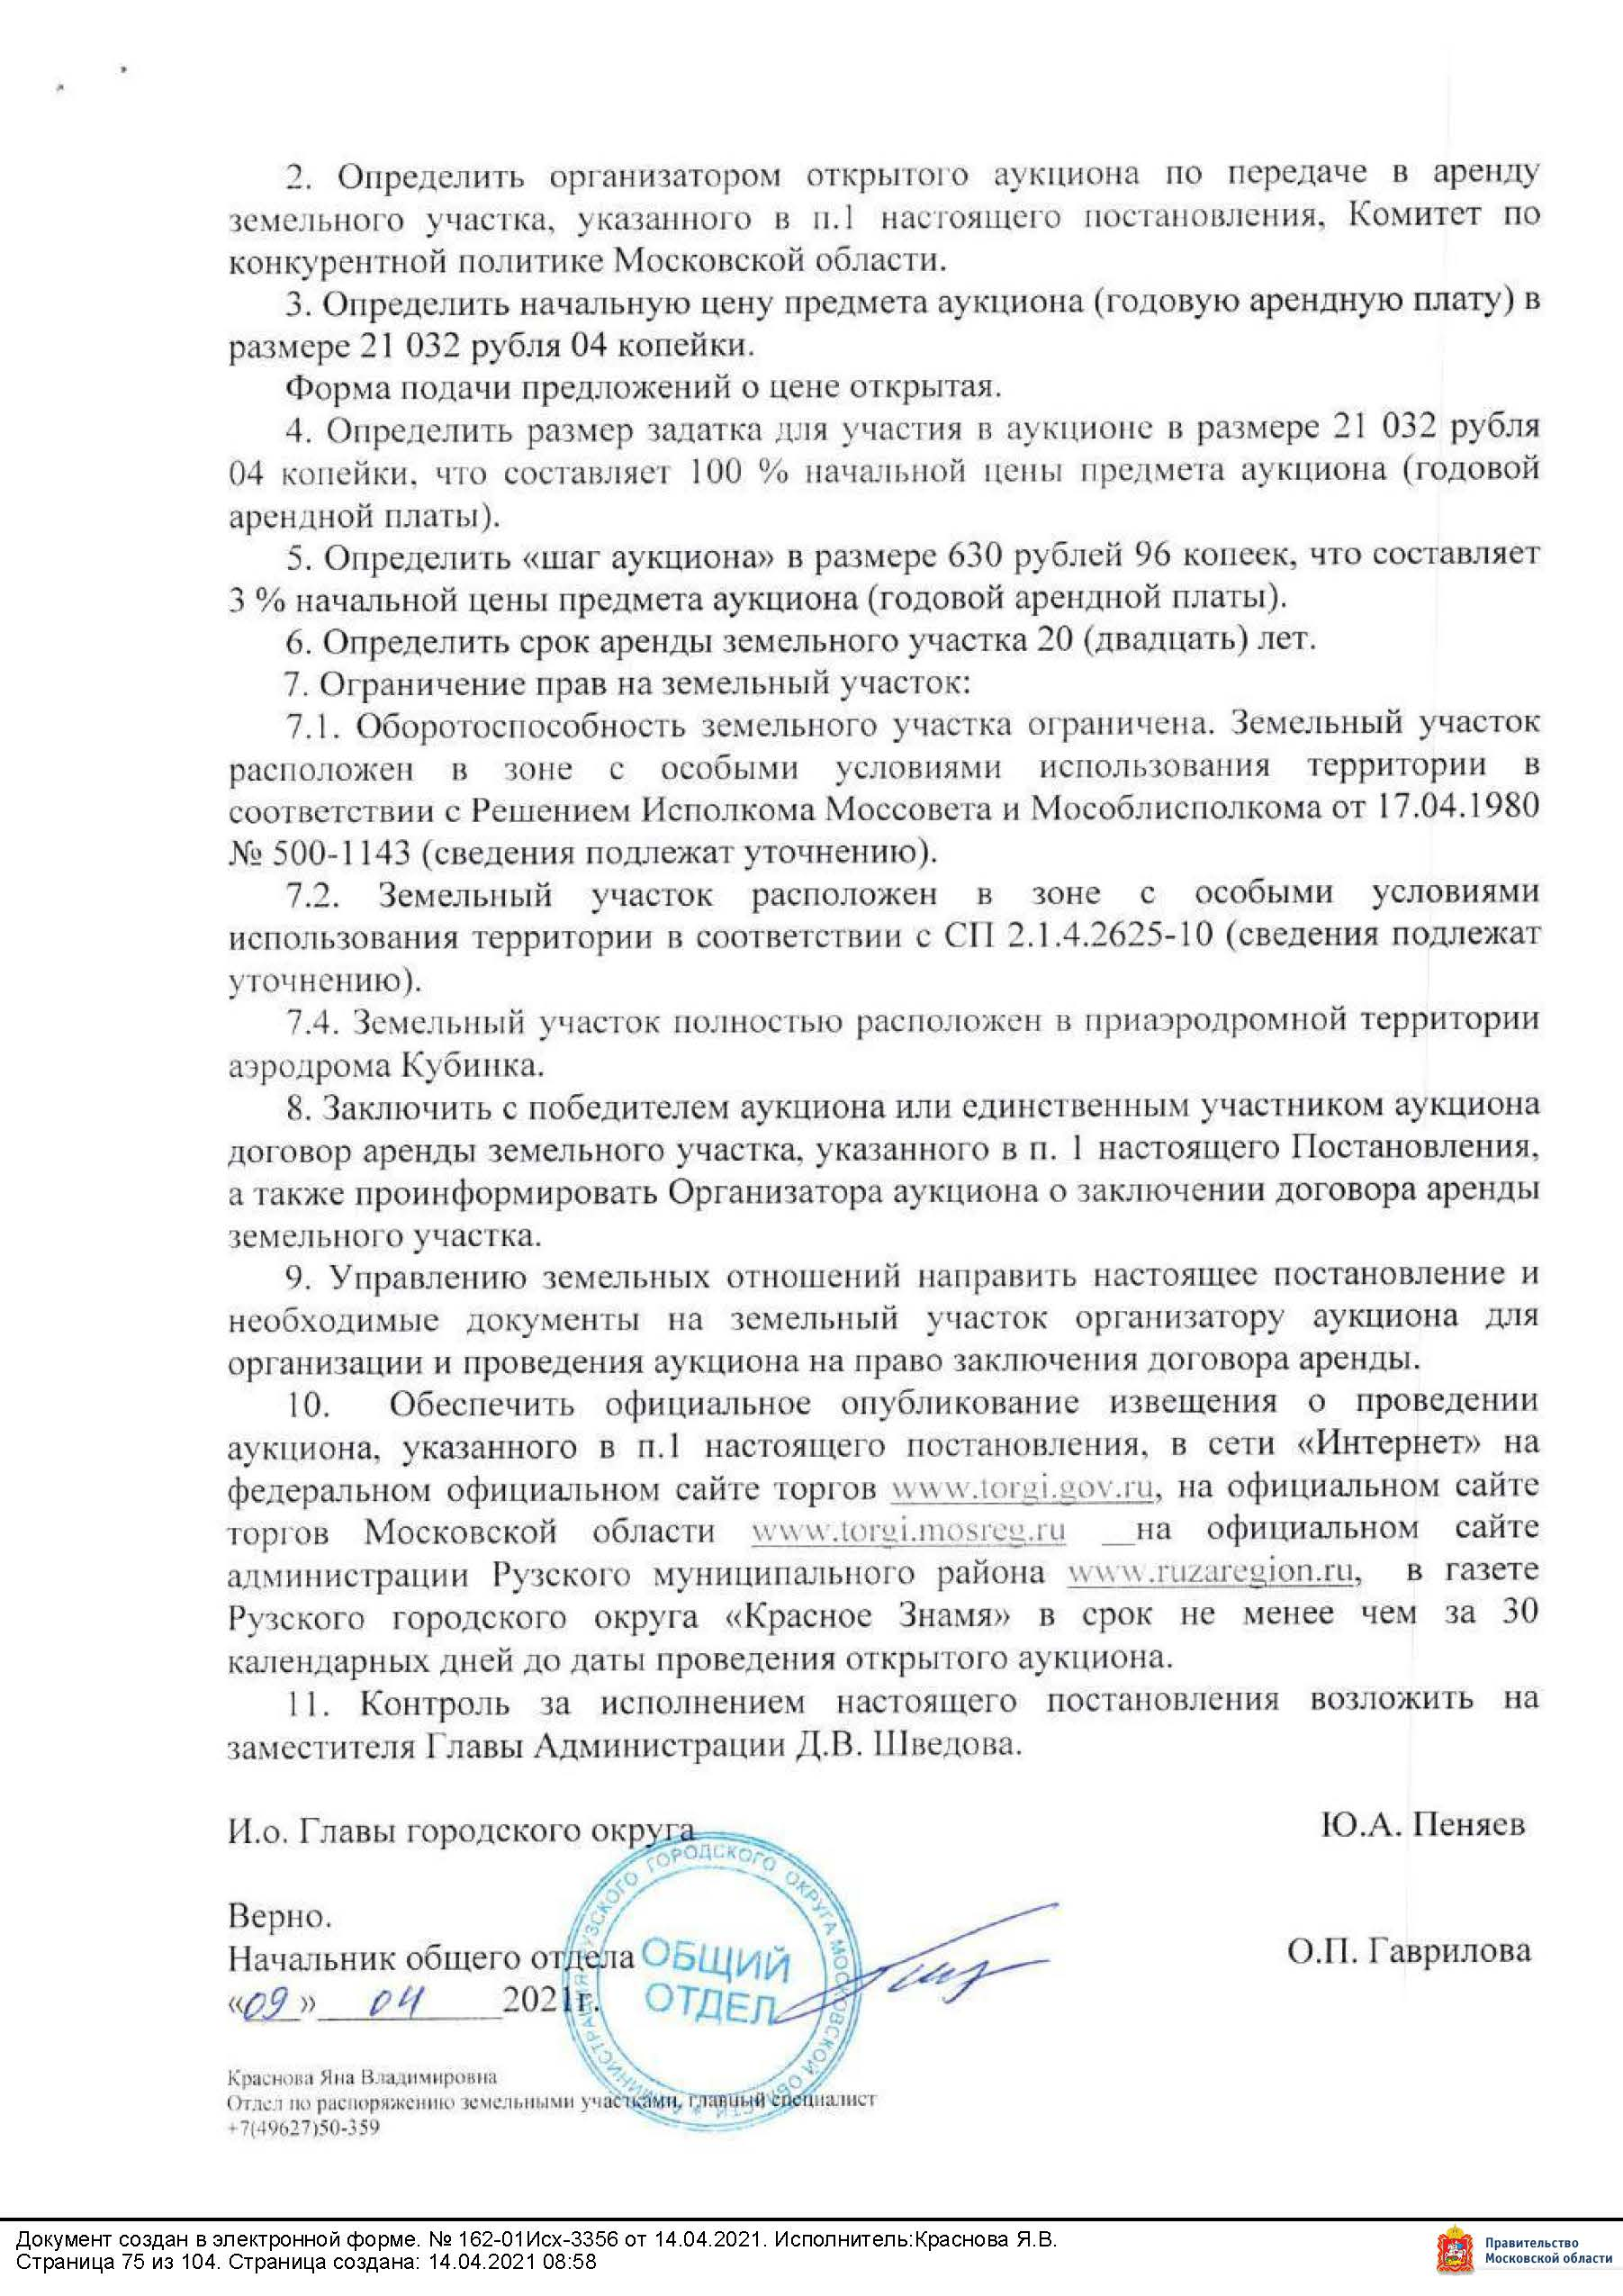 2. Определить организатором открытого аукциона по передаче в аренду
земельного участка, указанного в п.1 настоящего постановления, Комитет по
конкурентной политике Московской области.
3. Определить начальную цену предмета аукциона (годовую арендную плату) в
размере 21 032 рубля 04 копейки.
Форма подачи предложений о цене открытая.
4. Определить размер задатка для участия в аукционе в размере 21 032 рубля
04 копейки, что составляет 100 % начальной цены предмета аукциона (годовой
арендной платы).
5. Определить «шаг аукциона» в размере 630 рублей 96 копеек, что составляет
3 % начальной цены предмета аукциона (годовой арендной платы).
6. Определить срок аренды земельного участка 20 (двадцать) лет.
7. Ограничение прав на земельный участок:
7.1. Оборотоспособность земельного участка ограничена. Земельный участок
расположен в зоне с особыми условиями использования территории в
соответствии с Решением Исполкома Моссовета и Мособлисполкома от 17.04.1980
№ 500-1143 (сведения подлежат уточнению).
7.2. Земельный участок расположен в зоне с особыми условиями
использования территории в соответствии с СП 2.1.4.2625-10 (сведения подлежат
уточнению).
7.4. Земельный участок полностью расположен в приаэродромной территории
аэродрома Кубинка.
8. Заключить с победителем аукциона или единственным участником аукциона
договор аренды земельного участка, указанного в п. 1 настоящего Постановления,
а также проинформировать Организатора аукциона о заключении договора аренды
земельного участка.
9. Управлению земельных отношений направить настоящее постановление и
необходимые документы на земельный участок организатору аукциона для
организации и проведения аукциона на право заключения договора аренды.
10. Обеспечить официальное опубликование извещения о проведении
аукциона, указанного в п.1 настоящего постановления, в сети «Интернет» на
федеральном официальном сайте торгов www.torgi.gov.ru, на официальном сайте
торгов Московской области www.torgi.mosreg.ru __на официальном сайте
администрации Рузского муниципального района www.ruzaregion.ru, в газете
Рузского городского округа «Красное Знамя» в срок не менее чем за 30
календарных дней до даты проведения открытого аукциона.
11. Контроль за исполнением настоящего постановления возложить на
заместителя Главы Администрации Д.В. Шведова.
И.о. Главы городского округа Ю.А. Пеняев
Верно.
Начальник общего отдела О.П. Гаврилова
«09» 04 2021г.
АДМИНИСТРАЦИЯ РУЗСКОГО ГОРОДСКОГО ОКРУГА МОСКОВСКОЙ ОБЛАСТИ
ОБЩИЙ
ОТДЕЛ
Краснова Яна Владимировна
Отдел по распоряжению земельными участками, главный специалист
+7(49627)50-359
Документ создан в электронной форме. № 162-01Исх-3356 от 14.04.2021. Исполнитель:Краснова Я.В.
Страница 75 из 104. Страница создана: 14.04.2021 08:58
Правительство
Московской области